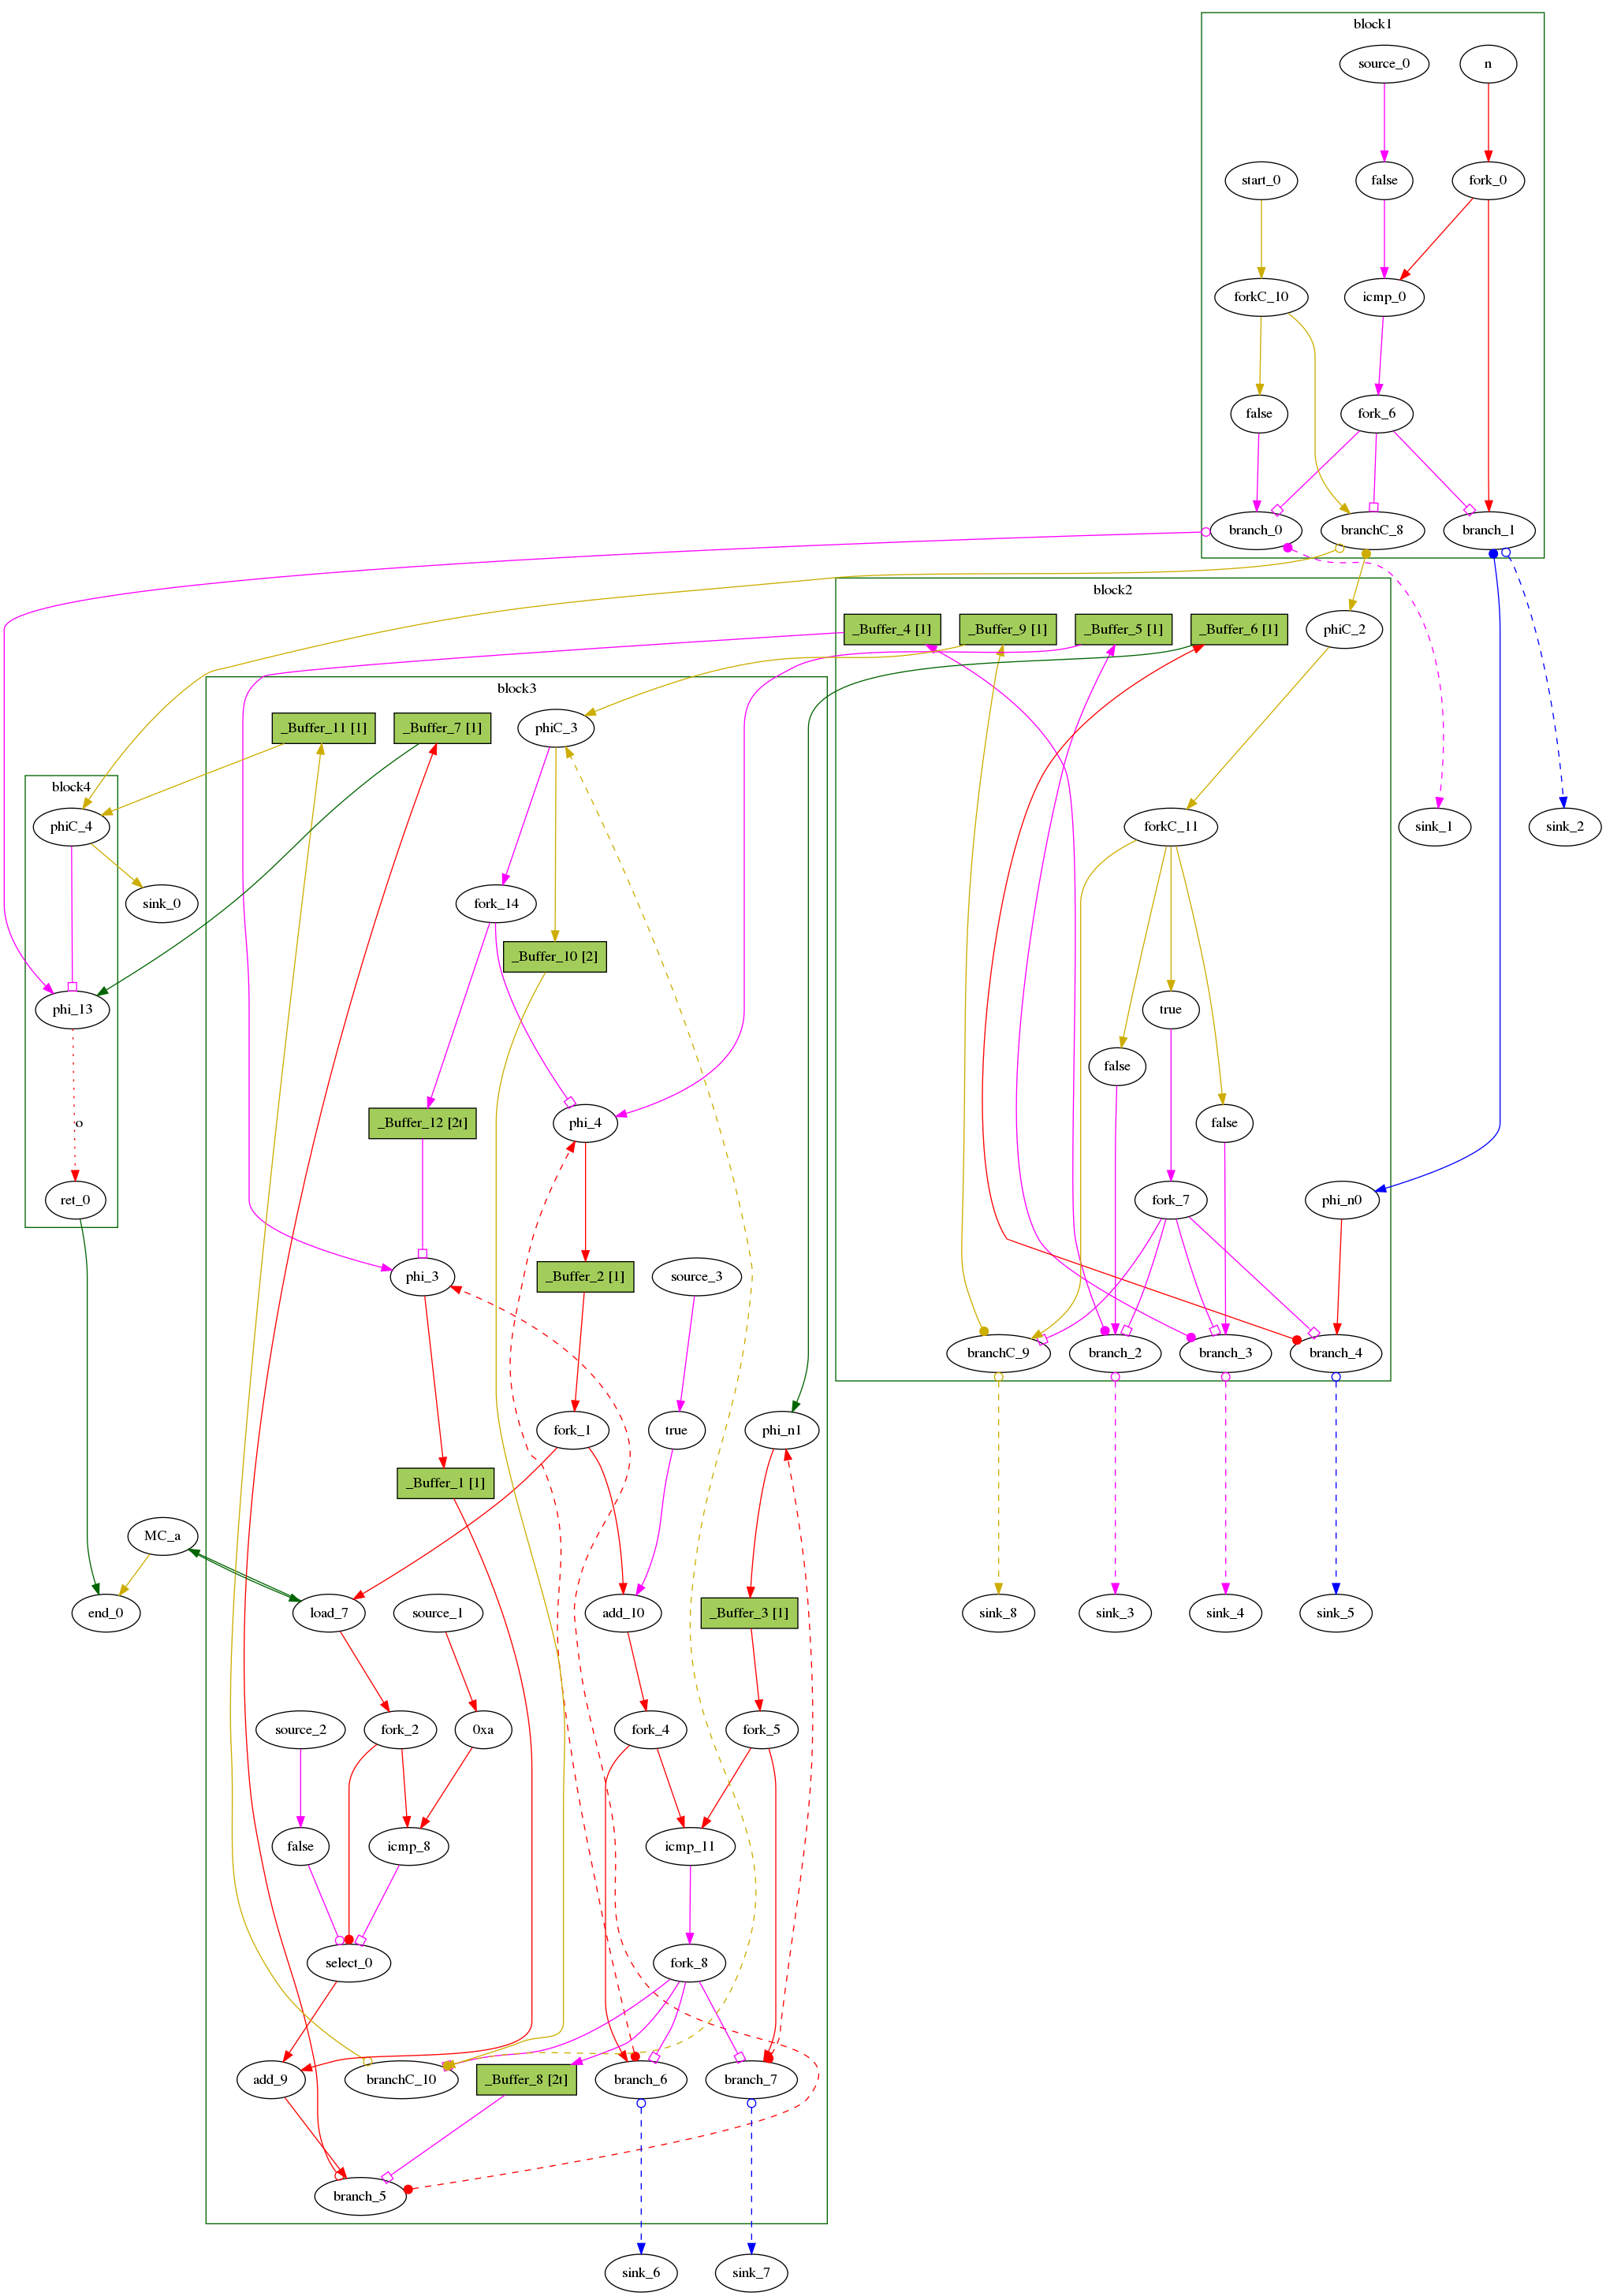 block1
source_0
n
start_0
false
fork_0
forkC_10
icmp_0
false
fork_6
branch_0
branchC_8
branch_1
block2
_Buffer_4 [1]
_Buffer_9 [1]
_Buffer_5 [1]
_Buffer_6 [1]
phiC_2
block3
_Buffer_11 [1]
_Buffer_7 [1]
phiC_3
block4
phiC_4
forkC_11
sink_1
sink_2
sink_0
fork_14
_Buffer_10 [2]
phi_13
true
false
_Buffer_12 [2t]
phi_4
false
o
ret_0
fork_7
phi_n0
phi_3
_Buffer_2 [1]
source_3
branchC_9
branch_2
branch_3
branch_4
fork_1
true
phi_n1
_Buffer_1 [1]
MC_a
end_0
load_7
source_1
add_10
_Buffer_3 [1]
sink_8
sink_3
sink_4
sink_5
source_2
fork_2
0xa
fork_4
fork_5
false
icmp_8
icmp_11
select_0
fork_8
add_9
branchC_10
_Buffer_8 [2t]
branch_6
branch_7
branch_5
sink_6
sink_7